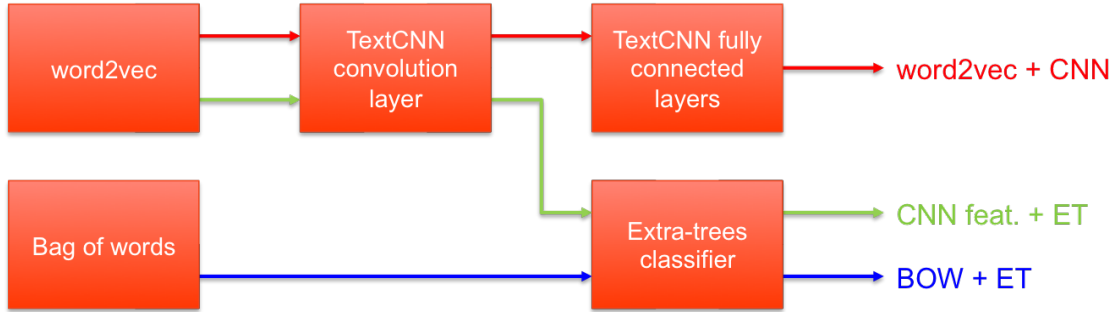 word2vec
TextCNN
convolution
layer
TextCNN fully
connected
layers
word2vec + CNN
Bag of words
Extra-trees
classifier
CNN feat. + ET
BOW + ET